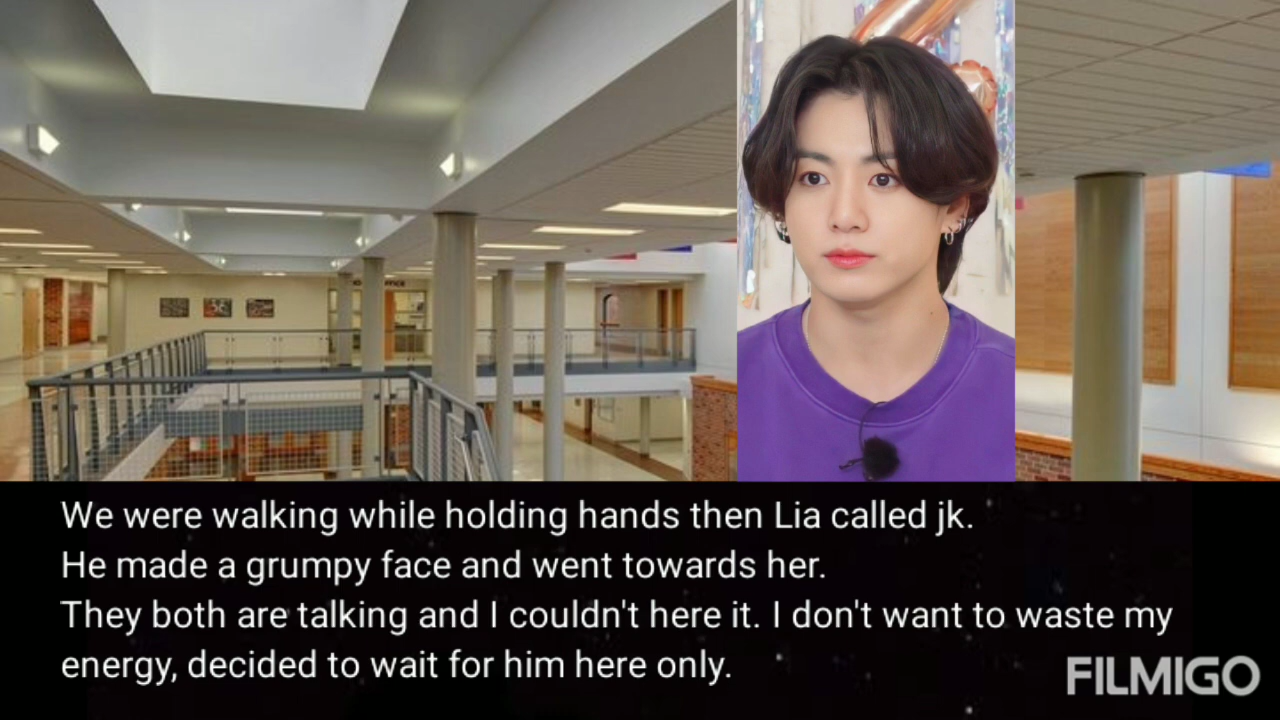 We were walking while holding hands then Lia called jk.
He made a grumpy face and went towards her.
They both are talking and I couldn't here it. I don't want to waste my
energy, decided to wait for him here only.
FILMIGO